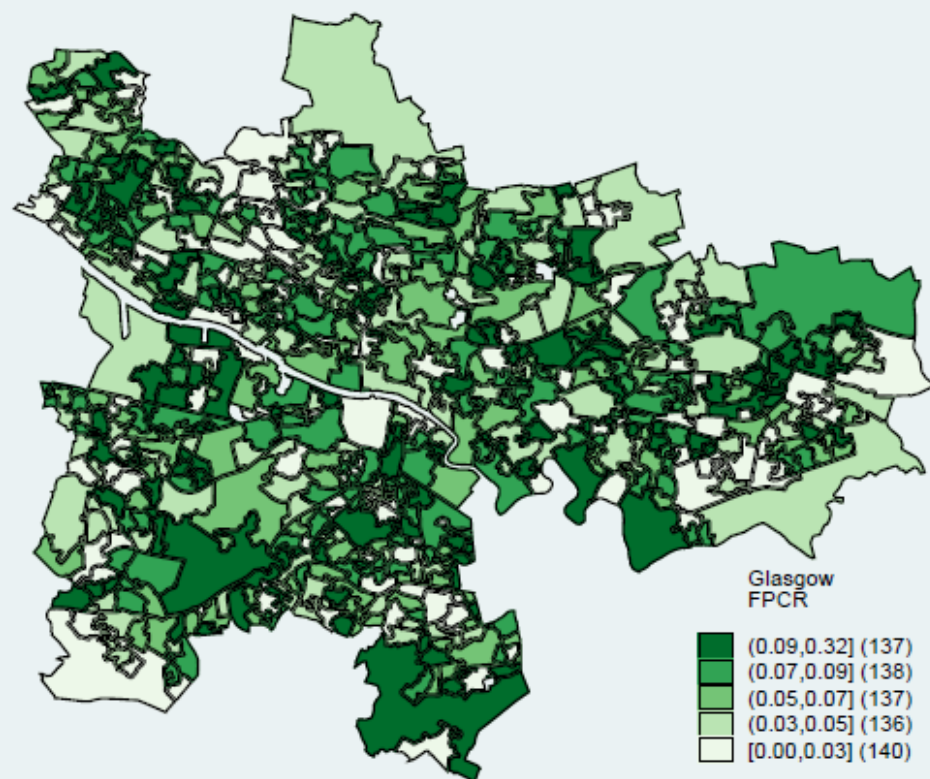 Glasgow
FPCR
(0.09,0.32] (137)
(0.07,0.09] (138)
(0.05,0.07] (137)
(0.03,0.05] (136)
[0.00,0.03] (140)